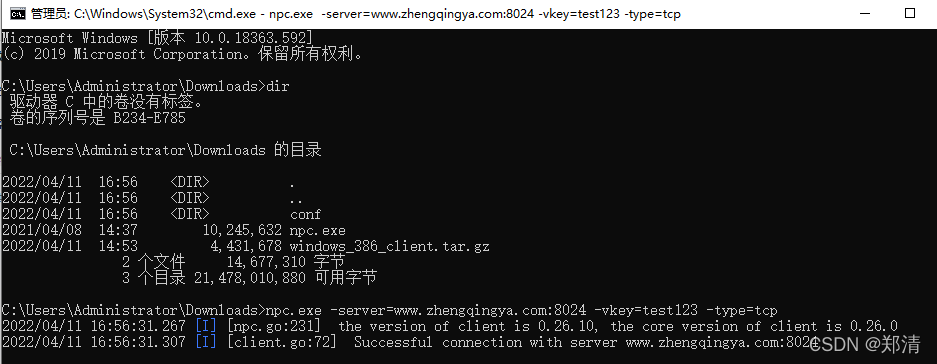 管理员: C:\Windows\System32\cmd.exe - npc.exe  -server=www.zhengqingya.com:8024 -vkey=test123 -type=tcp
Microsoft Windows [版本 10.0.18363.592]
(c) 2019 Microsoft Corporation。保留所有权利。
C:\Users\Administrator\Downloads>dir
 驱动器 C 中的卷没有标签。
 卷的序列号是 B234-E785
 C:\Users\Administrator\Downloads 的目录
2022/04/11  16:56    <DIR>          .
2022/04/11  16:56    <DIR>          ..
2022/04/11  16:56    <DIR>          conf
2021/04/08  14:37        10,245,632 npc.exe
2022/04/11  14:53         4,431,678 windows_386_client.tar.gz
               2 个文件     14,677,310 字节
               3 个目录 21,478,010,880 可用字节
C:\Users\Administrator\Downloads>npc.exe -server=www.zhengqingya.com:8024 -vkey=test123 -type=tcp
2022/04/11 16:56:31.267 [I] [npc.go:231]  the version of client is 0.26.10, the core version of client is 0.26.0
2022/04/11 16:56:31.307 [I] [client.go:72]  Successful connection with server www.zhengqingya.com:8024
CSDN @郑清